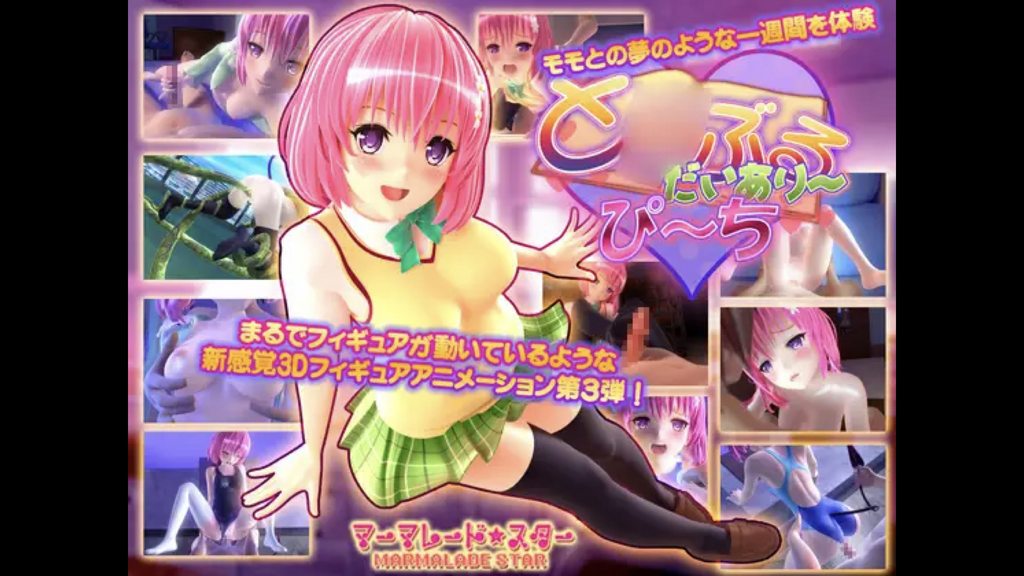 モモとの夢のような一週間を体験
と ぶっる
だいあり〜
ぴ〜ち
まるでフィギュアが動いているような
新感覚3Dフィギュアアニメーション第3弾！
マーマレード★スター
MARMALADE STAR